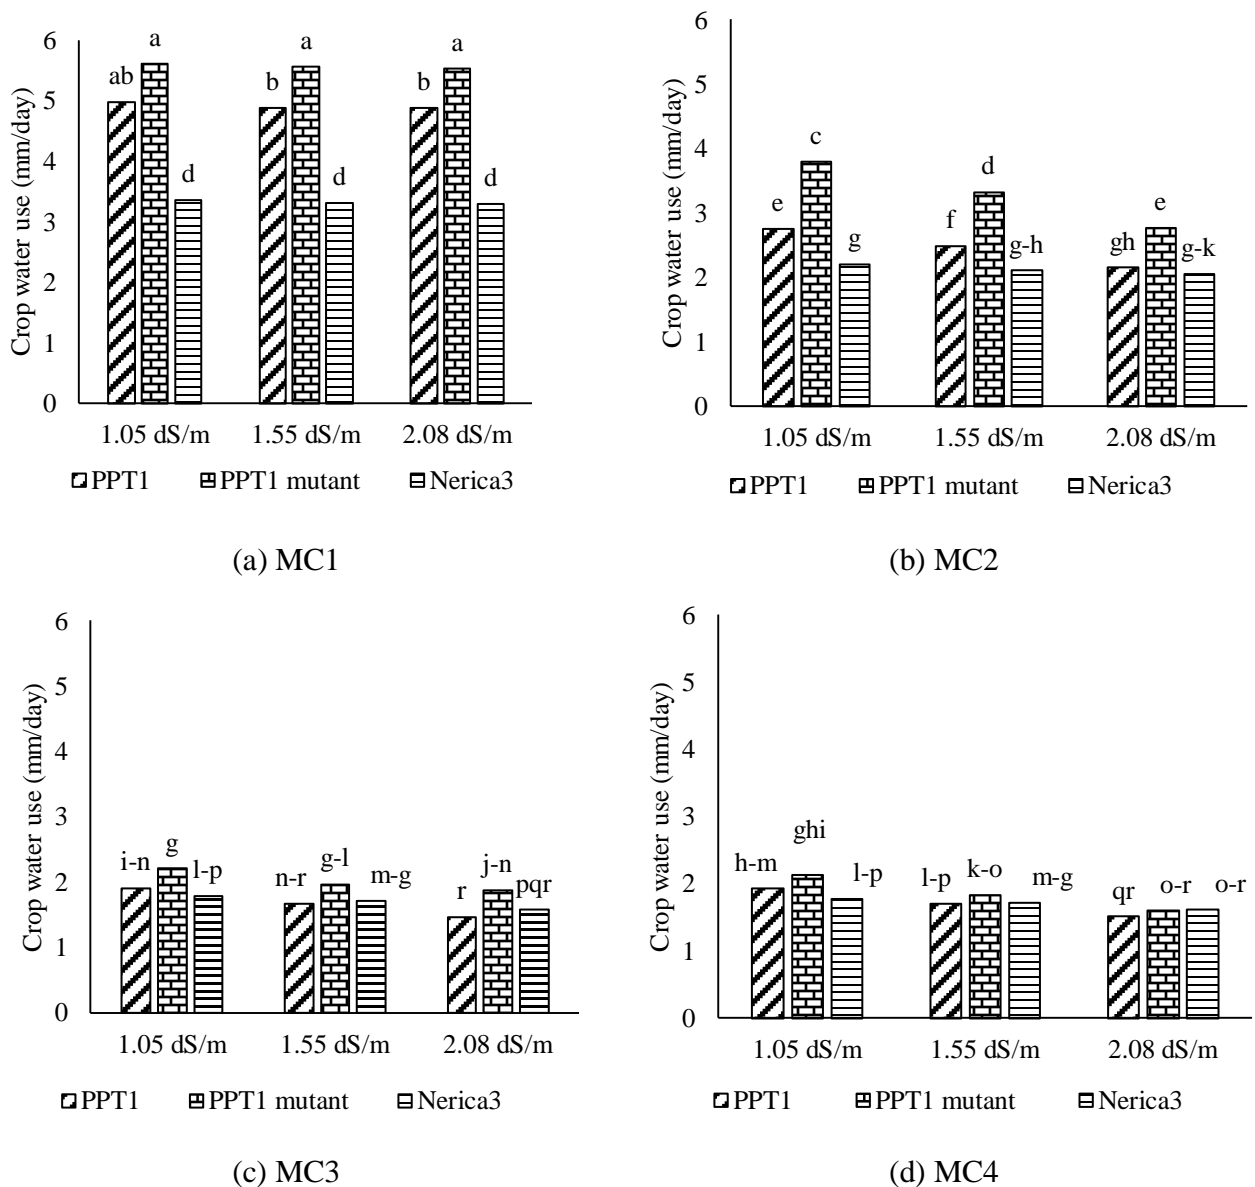 Crop water use (mm/day)
6
5
4
3
2
1
0
ab a d
b a d
b a d
1.05 dS/m 1.55 dS/m 2.08 dS/m
PPT1 PPT1 mutant Nerica3
(a) MC1
Crop water use (mm/day)
6
5
4
3
2
1
0
e c g
f d g-h
gh e g-k
1.05 dS/m 1.55 dS/m 2.08 dS/m
PPT1 PPT1 mutant Nerica3
(b) MC2
Crop water use (mm/day)
6
5
4
3
2
1
0
i-n g l-p
n-r g-l m-g
r j-n pqr
1.05 dS/m 1.55 dS/m 2.08 dS/m
PPT1 PPT1 mutant Nerica3
(c) MC3
Crop water use (mm/day)
6
5
4
3
2
1
0
h-m ghi l-p
l-p k-o m-g
qr o-r o-r
1.05 dS/m 1.55 dS/m 2.08 dS/m
PPT1 PPT1 mutant Nerica3
(d) MC4